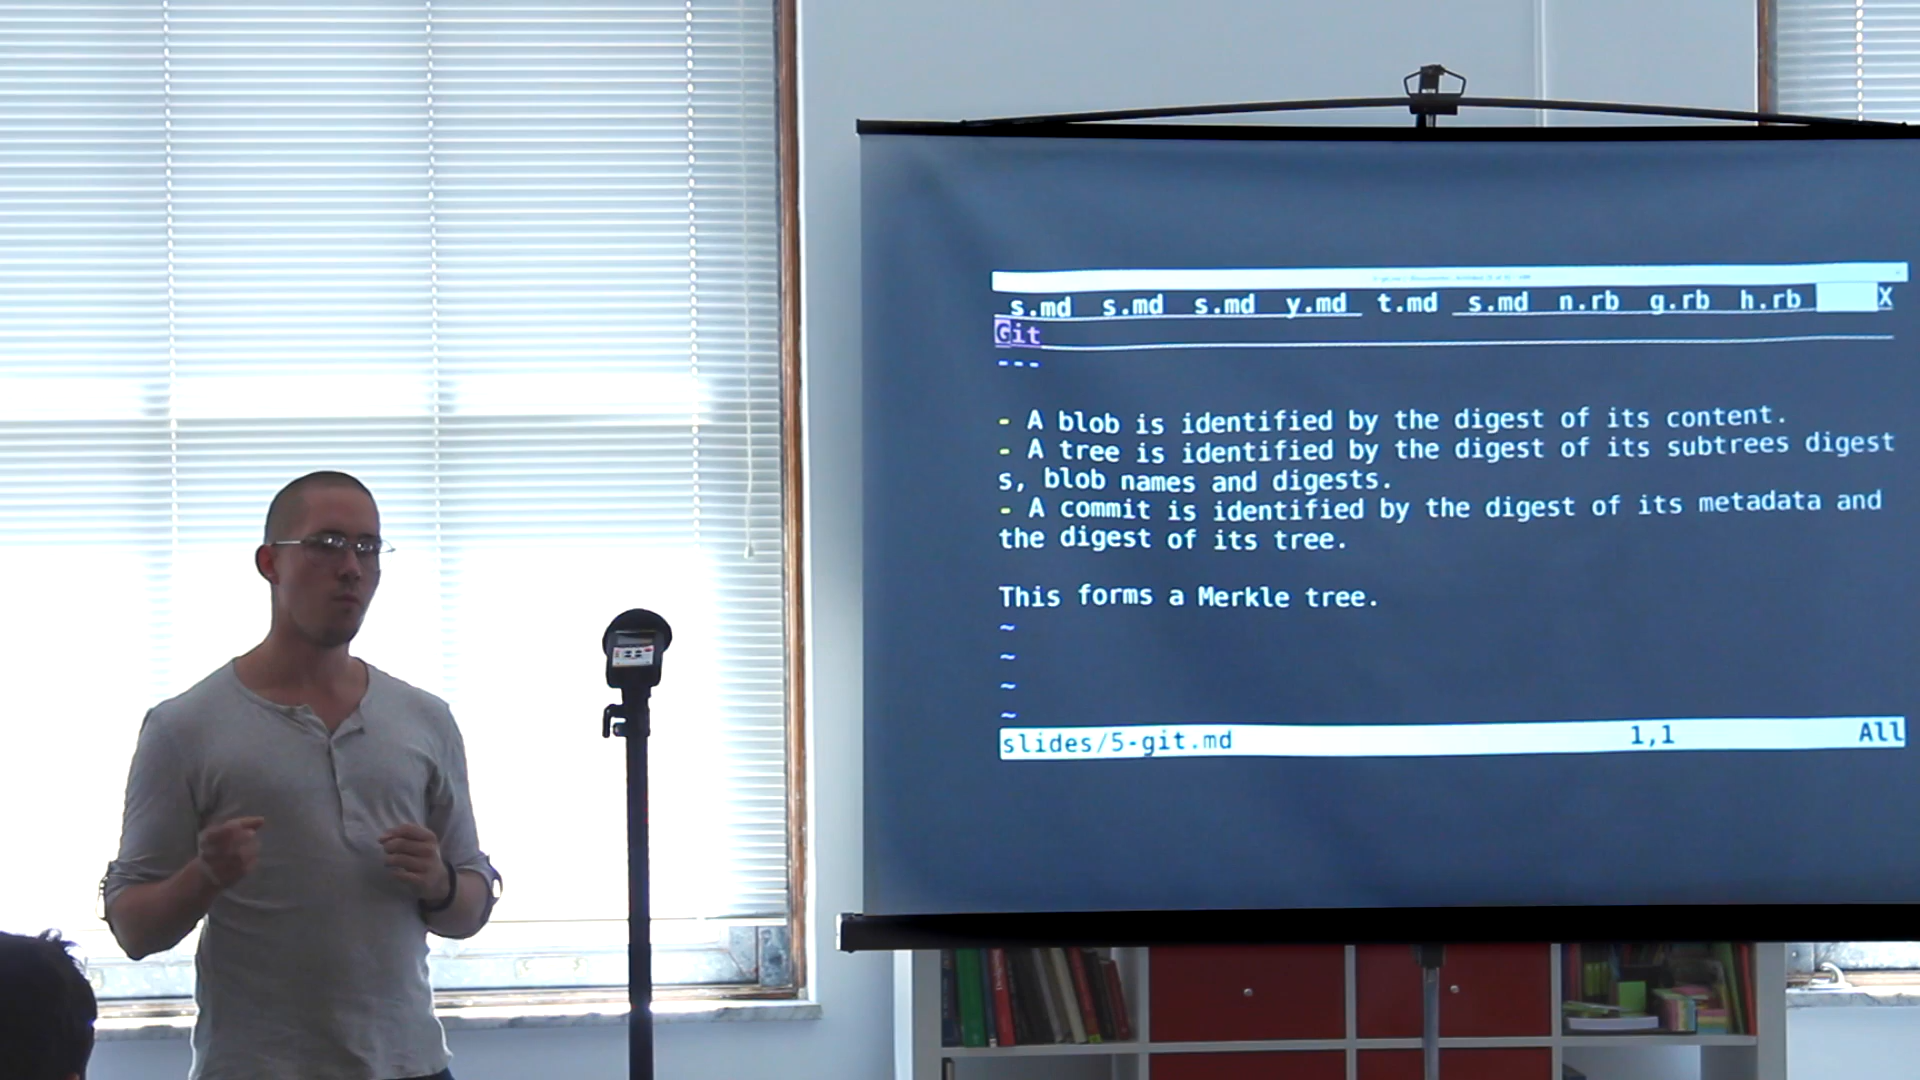 s.md s.md s.md y.md t.md s.md n.rb g.rb h.rb X
Git
---
- A blob is identified by the digest of its content.
- A tree is identified by the digest of its subtrees digest
s, blob names and digests.
- A commit is identified by the digest of its metadata and
the digest of its tree.
This forms a Merkle tree.
~
~
~
~
slides/5-git.md 1,1 All